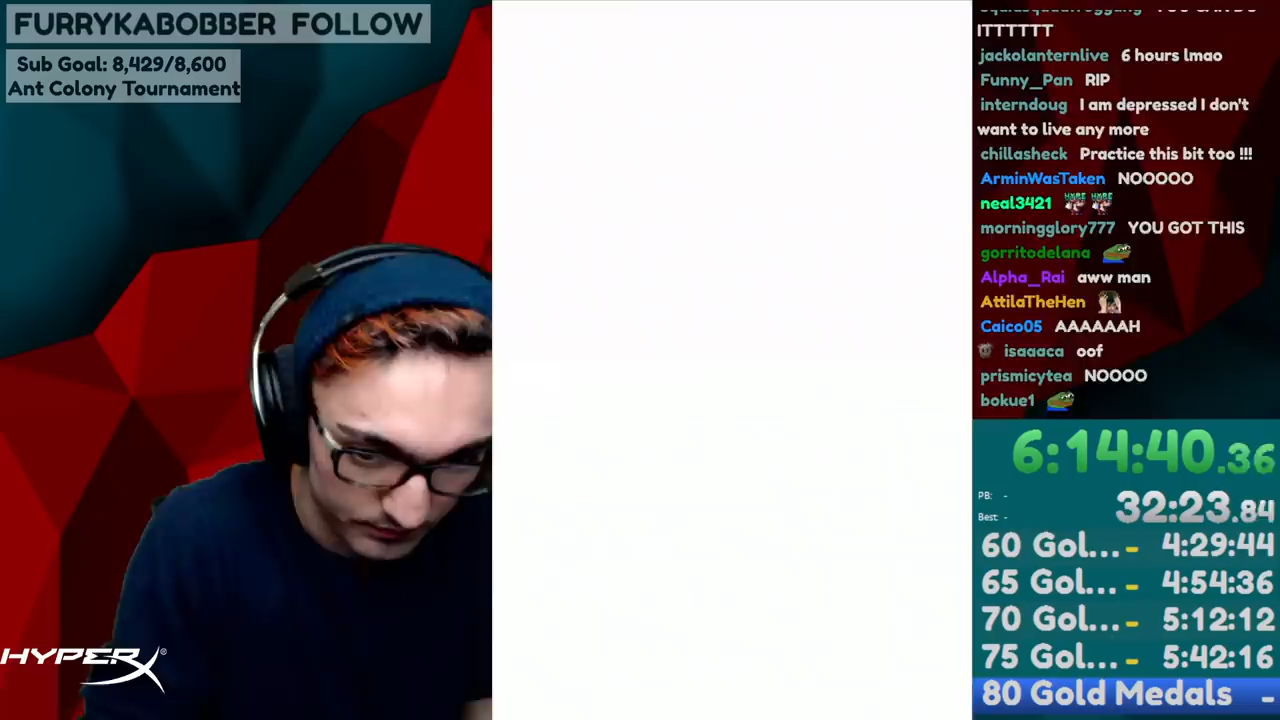 FURRYKABOBBER FOLLOW
Sub Goal: 8,429/8,600
Ant Colony Tournament
HYPERX
ITTTTTT
jackolanternlive 6 hours lmao
Funny_Pan RIP
interndoug I am depressed I don't
want to live any more
chillasheck Practice this bit too !!!
ArminWasTaken NOOOOO
neal3421
morningglory777 YOU GOT THIS
gorritodelana
Alpha_Rai aww man
AttilaTheHen
Caico05 AAAAAAH
isaaaca oof
prismicytea NOOOO
bokue1
6:14:40.36
PB: -
32:23.84
Best: -
60 Gol... - 4:29:44
65 Gol... - 4:54:36
70 Gol... - 5:12:12
75 Gol... - 5:42:16
80 Gold Medals -